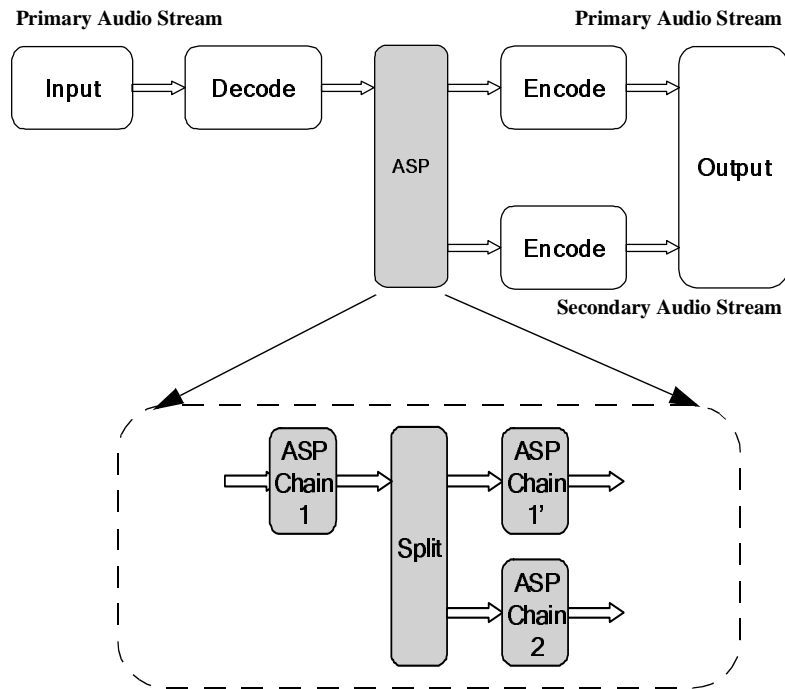 Primary Audio Stream
Primary Audio Stream
Input
Decode
ASP
Encode
Output
Encode
Secondary Audio Stream
ASP
Chain
1
Split
ASP
Chain
1'
ASP
Chain
2